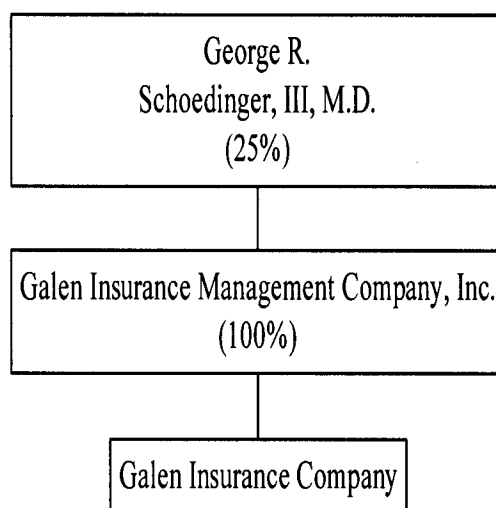 George R.
Schoedinger, III, M.D.
(25%)
Galen Insurance Management Company, Inc.
(100%)
Galen Insurance Company